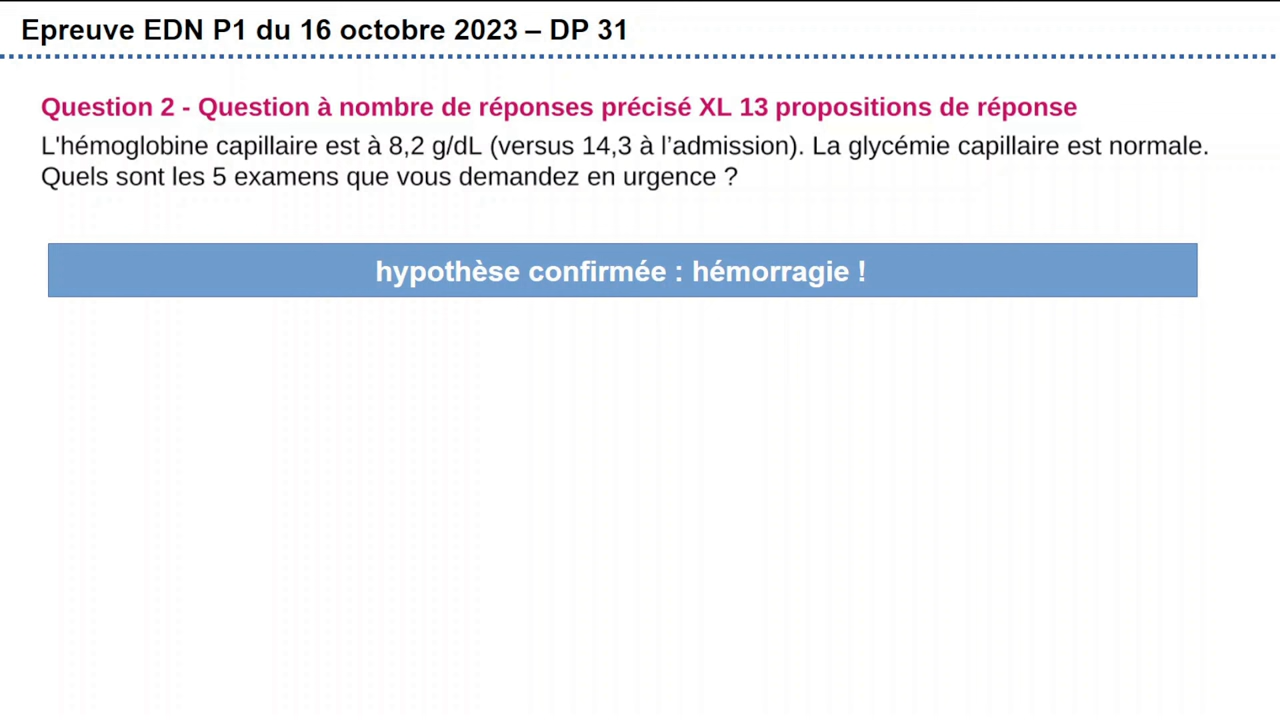 Epreuve EDN P1 du 16 octobre 2023 – DP 31
Question 2 - Question à nombre de réponses précisé XL 13 propositions de réponse
L'hémoglobine capillaire est à 8,2 g/dL (versus 14,3 à l’admission). La glycémie capillaire est normale.
Quels sont les 5 examens que vous demandez en urgence ?
hypothèse confirmée : hémorragie !